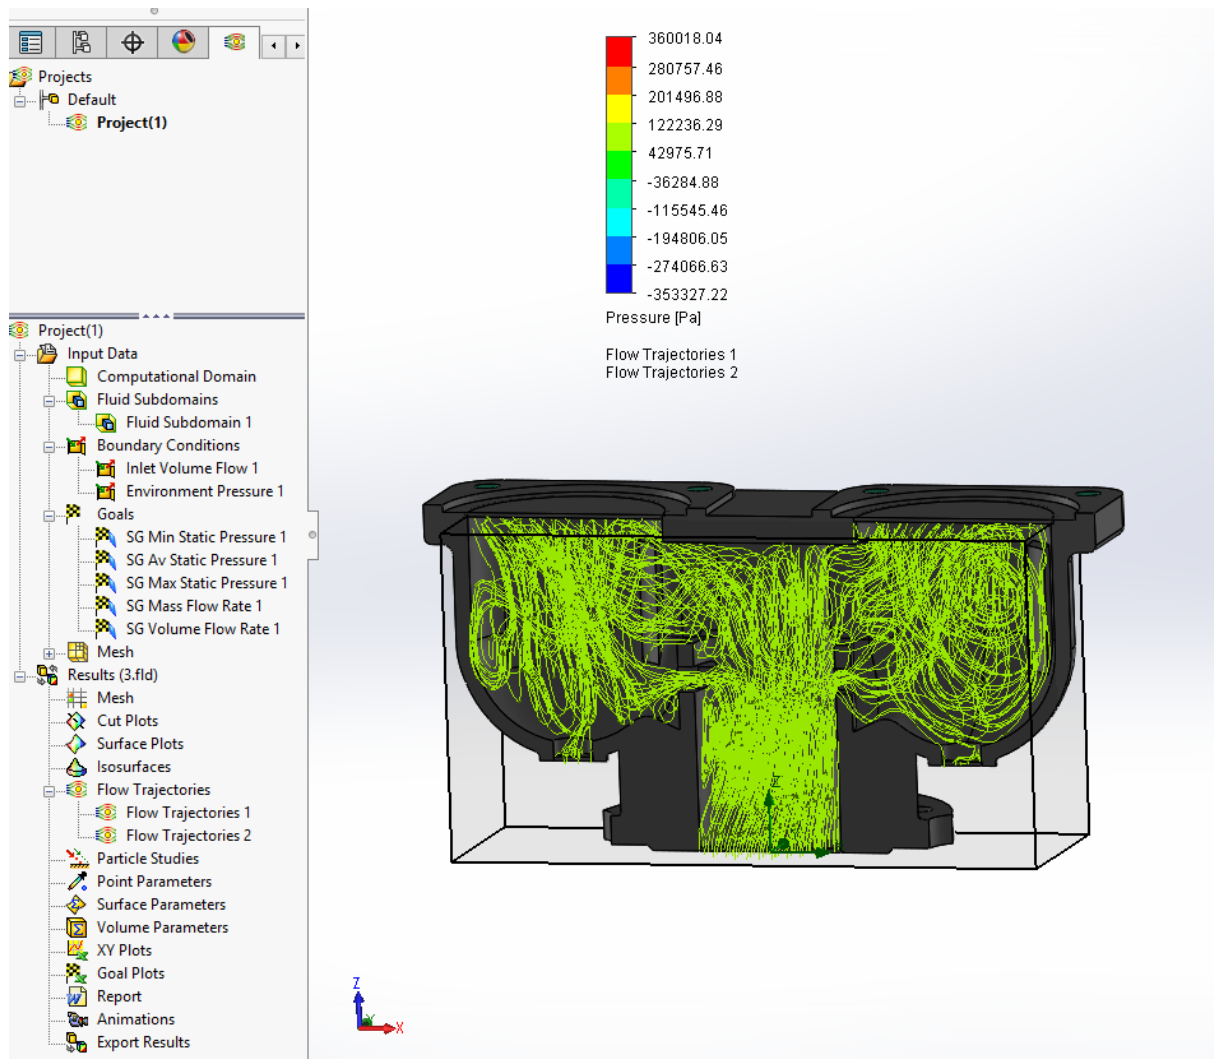 Projects
Default
Project(1)
Project(1)
Input Data
Computational Domain
Fluid Subdomains
Fluid Subdomain 1
Boundary Conditions
Inlet Volume Flow 1
Environment Pressure 1
Goals
SG Min Static Pressure 1
SG Av Static Pressure 1
SG Max Static Pressure 1
SG Mass Flow Rate 1
SG Volume Flow Rate 1
Mesh
Results (3.fld)
Mesh
Cut Plots
Surface Plots
Isosurfaces
Flow Trajectories
Flow Trajectories 1
Flow Trajectories 2
Particle Studies
Point Parameters
Surface Parameters
Volume Parameters
XY Plots
Goal Plots
Report
Animations
Export Results
360018.04
280757.46
201496.88
122236.29
42975.71
-36284.88
-115545.46
-194806.05
-274066.63
-353327.22
Pressure [Pa]
Flow Trajectories 1
Flow Trajectories 2
Z
X